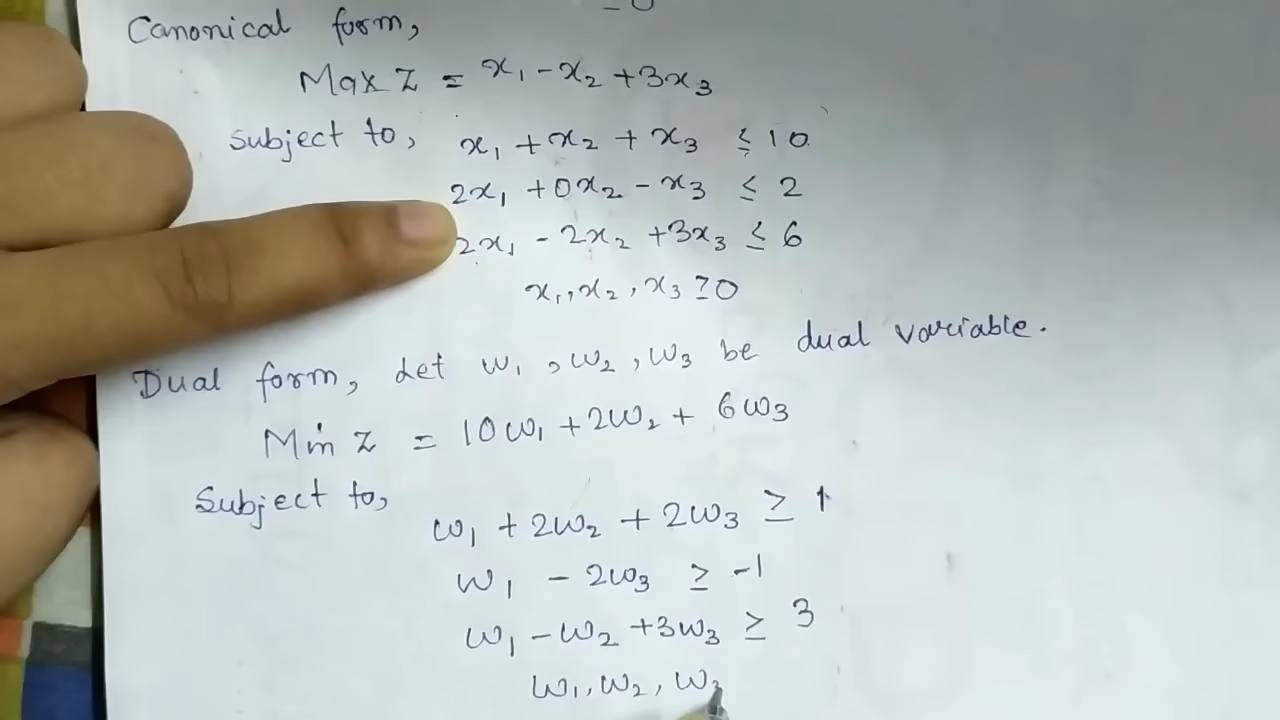 Canonical form,
Max Z = x₁ - x₂ + 3x₃
subject to, x₁ + x₂ + x₃ ≤ 10
2x₁ + 0x₂ - x₃ ≤ 2
2x₁ - 2x₂ + 3x₃ ≤ 6
x₁, x₂, x₃ ≥ 0
Dual form, Let w₁, w₂, w₃ be dual variable.
Min Z = 10w₁ + 2w₂ + 6w₃
Subject to,
w₁ + 2w₂ + 2w₃ ≥ 1
w₁ - 2w₃ ≥ -1
w₁ - w₂ + 3w₃ ≥ 3
w₁, w₂, w₃